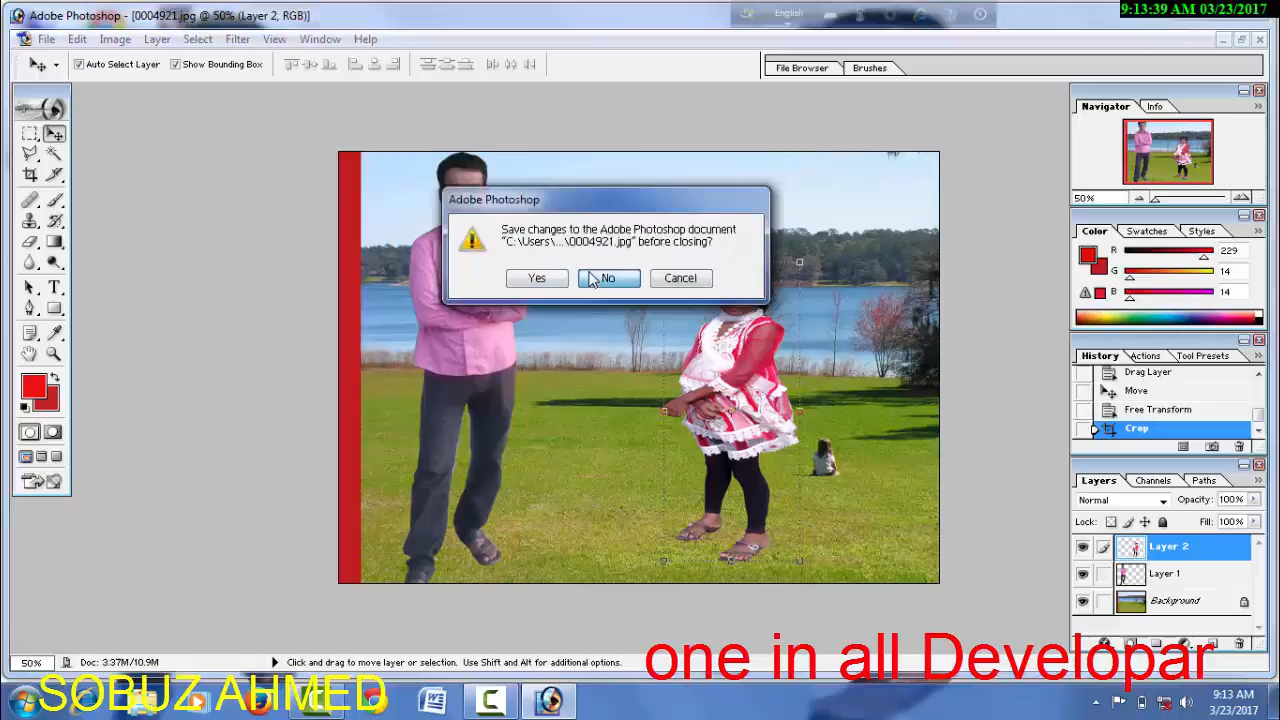 Adobe Photoshop - [0004921.jpg @ 50% (Layer 2, RGB)]
English
9:13:39 AM 03/23/2017
File Edit Image Layer Select Filter View Window Help
Auto Select Layer Show Bounding Box
File Browser Brushes
Navigator Info
50%
Color Swatches Styles
R 229
G 14
B 14
History Actions Tool Presets
Drag Layer
Move
Free Transform
Crop
Layers Channels Paths
Normal Opacity: 100%
Lock: Fill: 100%
Layer 2
Layer 1
Background
Adobe Photoshop
Save changes to the Adobe Photoshop document
"C:\Users\...\0004921.jpg" before closing?
Yes No Cancel
50% Doc: 3.37M/10.9M Click and drag to move layer or selection. Use Shift and Alt for additional options.
one in all Developar
SOBUZ AHMED
9:13 AM
3/23/2017